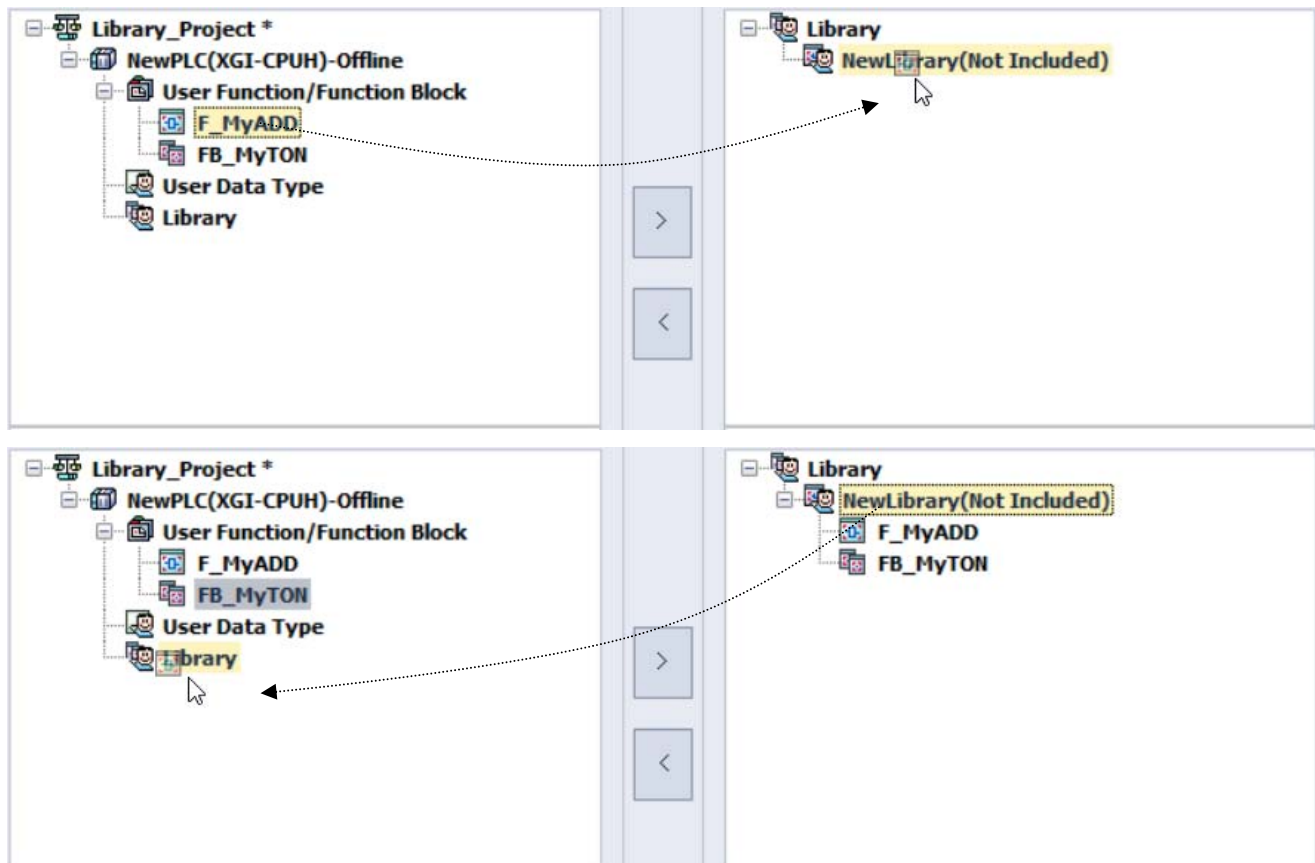 Library_Project *
NewPLC(XGI-CPUH)-Offline
User Function/Function Block
F_MyADD
FB_MyTON
User Data Type
Library
>
<
Library
NewLibrary(Not Included)
Library_Project *
NewPLC(XGI-CPUH)-Offline
User Function/Function Block
F_MyADD
FB_MyTON
User Data Type
Library
>
<
Library
NewLibrary(Not Included)
F_MyADD
FB_MyTON